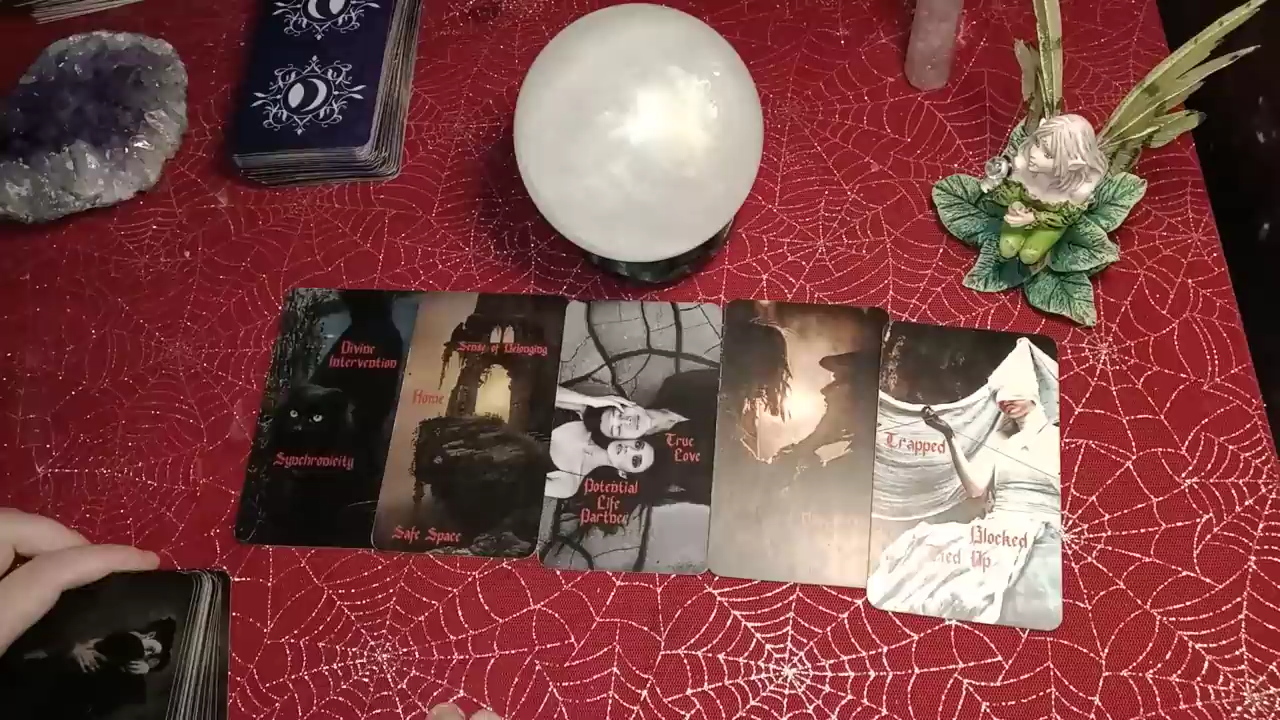 Divine
Intervention
Synchronicity
Sense of Belonging
Home
Safe Space
True
Love
Potential
Life
Partner
Trapped
Blocked
Tied Up